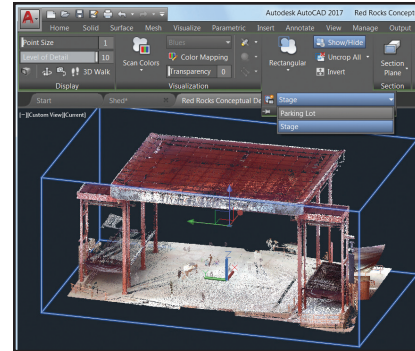 Autodesk AutoCAD 2017 Red Rocks Concept
Home Solid Surface Mesh Visualize Parametric Insert Annotate View Manage Output
Point Size 1
Level of Detail 10
3D Walk
Display
Scan Colors
Blues
Color Mapping
Transparency 0
Visualization
Rectangular
Show/Hide
Uncrop All
Invert
Section Plane
Section
Start Shed* Red Rocks Conceptual De
Stage
Parking Lot
Stage
[−][Custom View][Current]